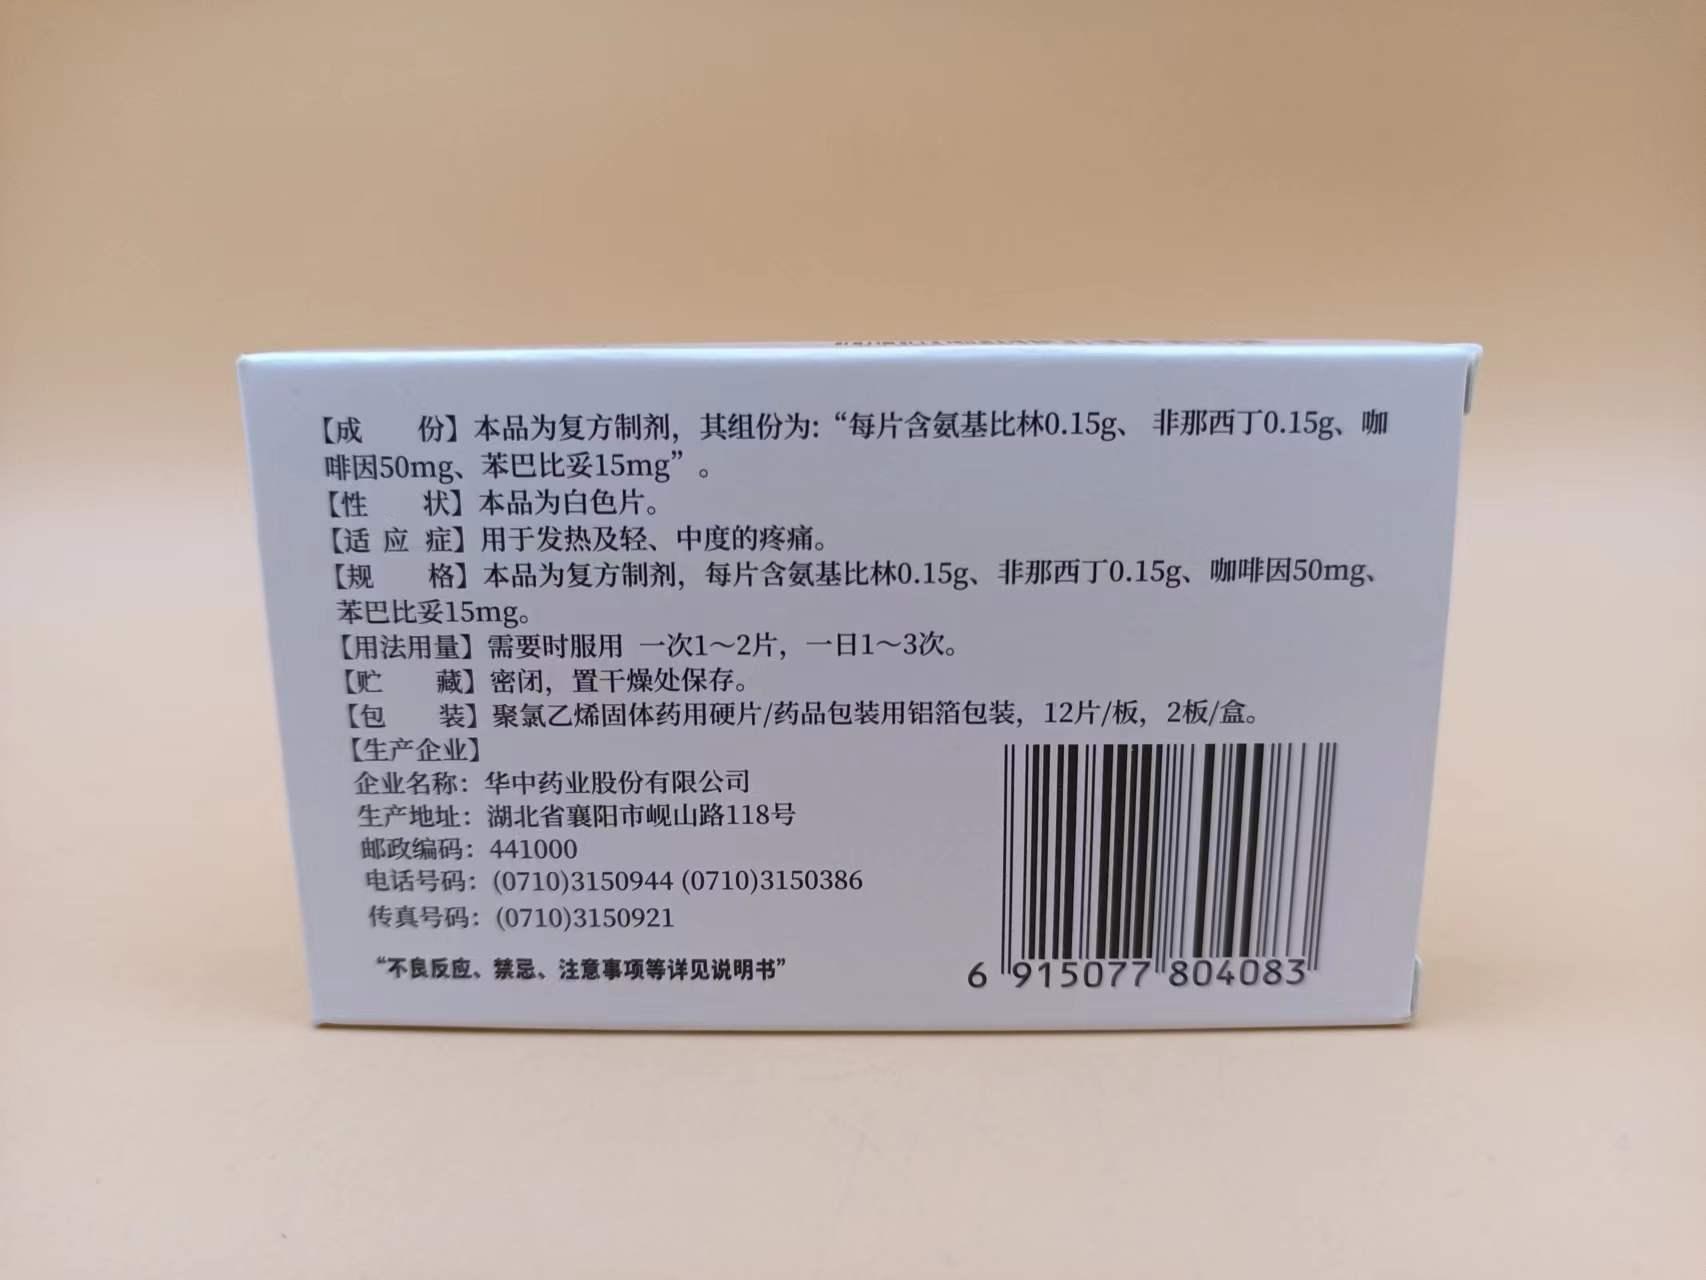 【成　　份】本品为复方制剂，其组份为：“每片含氨基比林0.15g、 非那西丁0.15g、咖
啡因50mg、苯巴比妥15mg”。
【性　　状】本品为白色片。
【适 应 症】用于发热及轻、中度的疼痛。
【规　　格】本品为复方制剂，每片含氨基比林0.15g、非那西丁0.15g、咖啡因50mg、
苯巴比妥15mg。
【用法用量】需要时服用 一次1～2片，一日1～3次。
【贮　　藏】密闭，置干燥处保存。
【包　　装】聚氯乙烯固体药用硬片/药品包装用铝箔包装，12片/板，2板/盒。
【生产企业】
企业名称：华中药业股份有限公司
生产地址：湖北省襄阳市岘山路118号
邮政编码：441000
电话号码：(0710)3150944 (0710)3150386
传真号码：(0710)3150921
“不良反应、禁忌、注意事项等详见说明书”
6 915077 804083